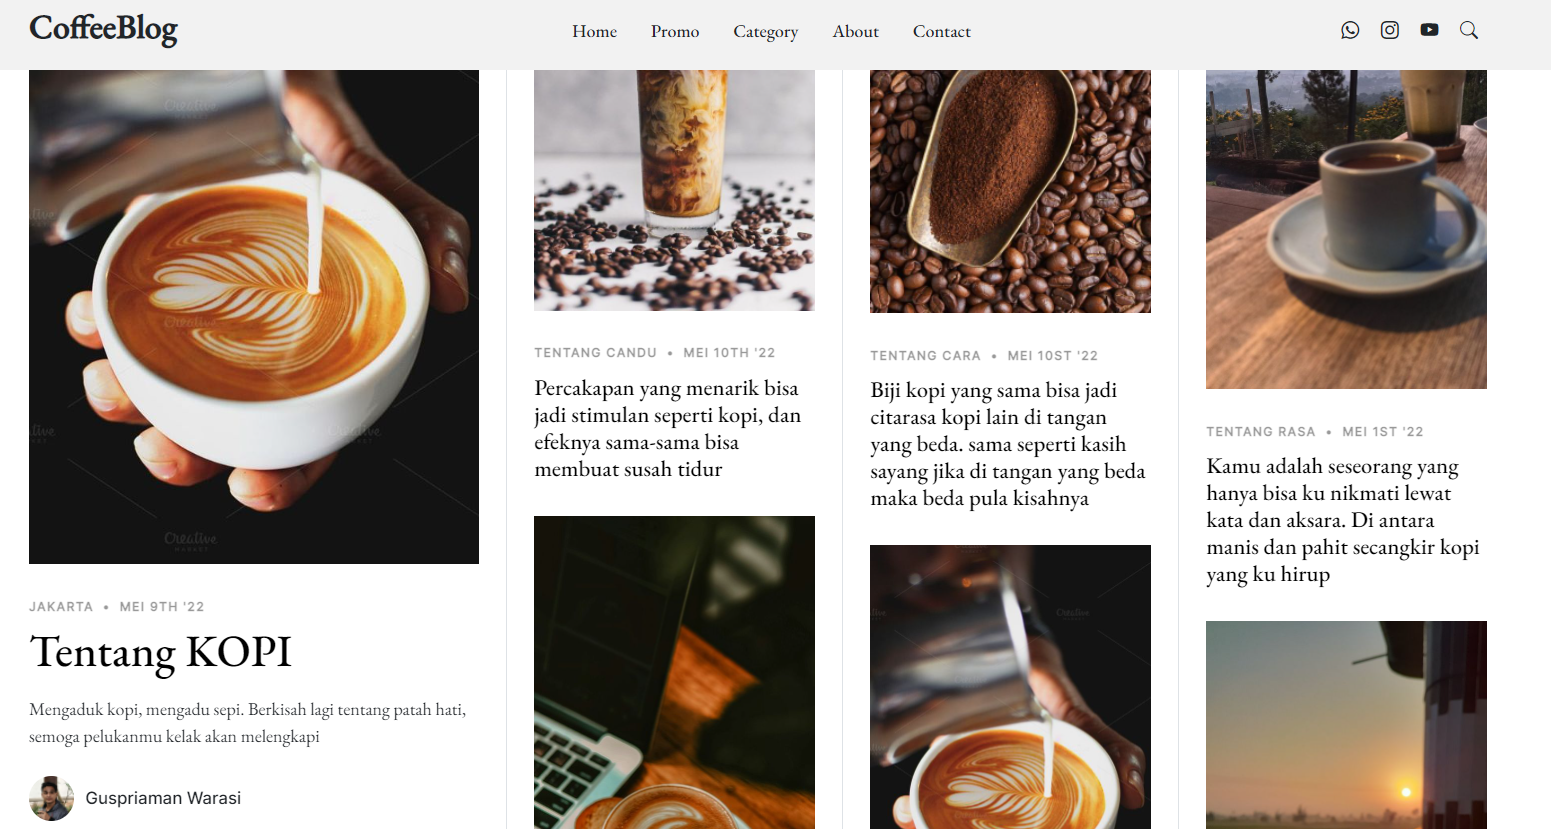 CoffeeBlog
Home Promo Category About Contact
Creative
MARKET
JAKARTA • MEI 9TH '22
Tentang KOPI
Mengaduk kopi, mengadu sepi. Berkisah lagi tentang patah hati,
semoga pelukanmu kelak akan melengkapi
Guspriaman Warasi
TENTANG CANDU • MEI 10TH '22
Percakapan yang menarik bisa
jadi stimulan seperti kopi, dan
efeknya sama-sama bisa
membuat susah tidur
TENTANG CARA • MEI 10ST '22
Biji kopi yang sama bisa jadi
citarasa kopi lain di tangan
yang beda. sama seperti kasih
sayang jika di tangan yang beda
maka beda pula kisahnya
TENTANG RASA • MEI 1ST '22
Kamu adalah seseorang yang
hanya bisa ku nikmati lewat
kata dan aksara. Di antara
manis dan pahit secangkir kopi
yang ku hirup